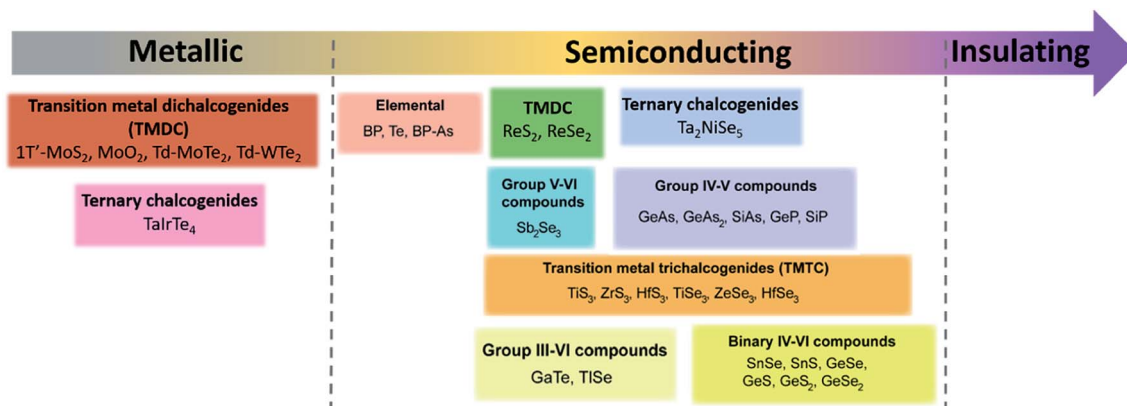 Metallic
Semiconducting
Insulating
Transition metal dichalcogenides
(TMDC)
1T’-MoS₂, MoO₂, Td-MoTe₂, Td-WTe₂
Ternary chalcogenides
TaIrTe₄
Elemental
BP, Te, BP-As
TMDC
ReS₂, ReSe₂
Ternary chalcogenides
Ta₂NiSe₅
Group V-VI
compounds
Sb₂Se₃
Group IV-V compounds
GeAs, GeAs₂, SiAs, GeP, SiP
Transition metal trichalcogenides (TMTC)
TiS₃, ZrS₃, HfS₃, TiSe₃, ZeSe₃, HfSe₃
Group III-VI compounds
GaTe, TlSe
Binary IV-VI compounds
SnSe, SnS, GeSe,
GeS, GeS₂, GeSe₂